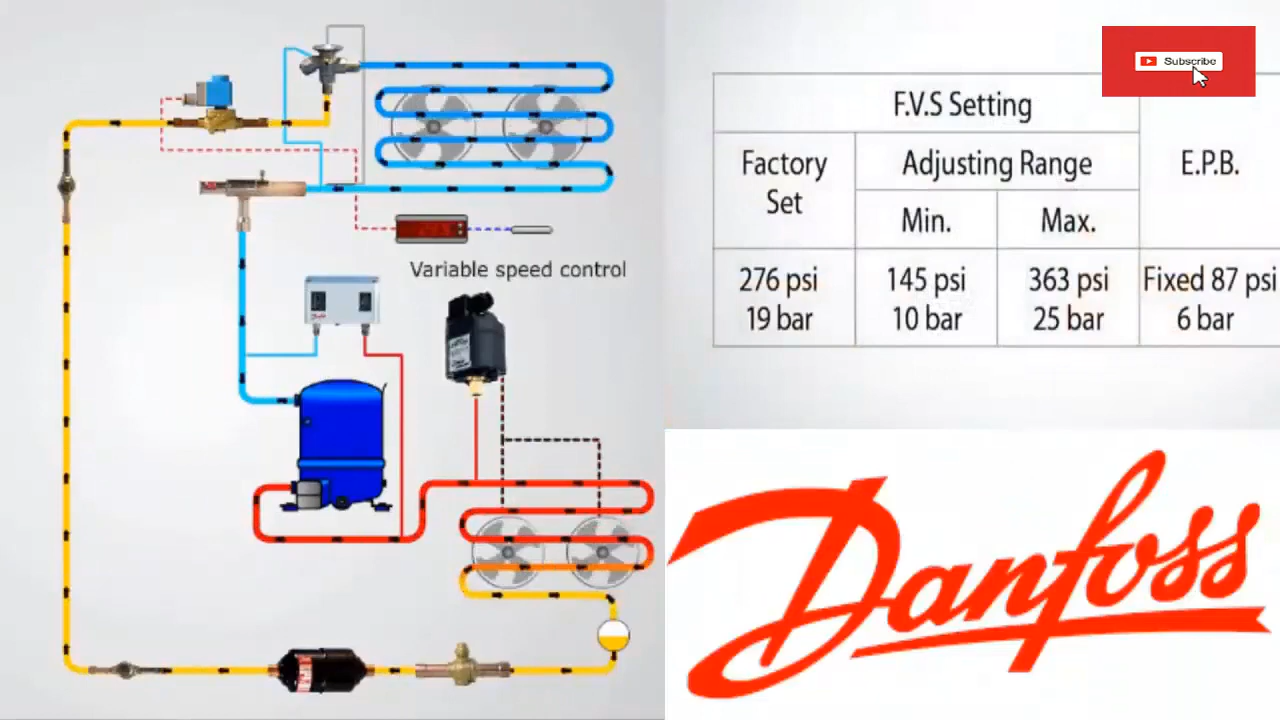 Variable speed control
Subscribe
F.V.S Setting
Factory
Set
Adjusting Range
E.P.B.
Min.
Max.
276 psi
19 bar
145 psi
10 bar
363 psi
25 bar
Fixed 87 psi
6 bar
Danfoss